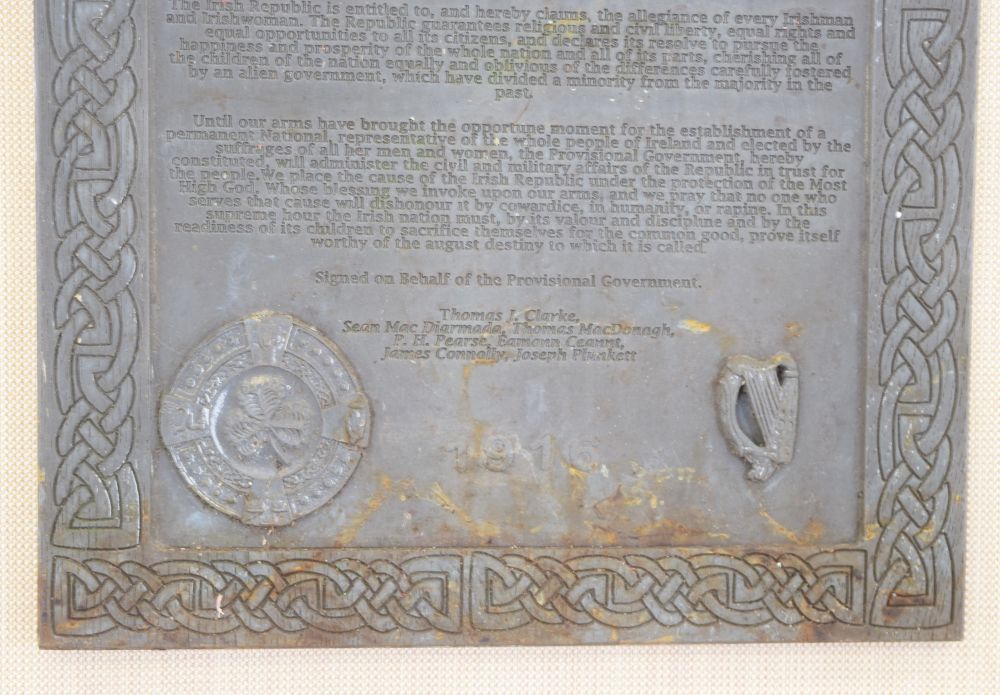 The Irish Republic is entitled to, and hereby claims, the allegiance of every Irishman
and Irishwoman. The Republic guarantees religious and civil liberty, equal rights and
equal opportunities to all its citizens, and declares its resolve to pursue the
happiness and prosperity of the whole nation and all of its parts, cherishing all of
the children of the nation equally and oblivious of the differences carefully fostered
by an alien government, which have divided a minority from the majority in the
past.
Until our arms have brought the opportune moment for the establishment of a
permanent National, representative of the whole people of Ireland and elected by the
suffrages of all her men and women, the Provisional Government, hereby
constituted, will administer the civil and military affairs of the Republic in trust for
the people.We place the cause of the Irish Republic under the protection of the Most
High God, Whose blessing we invoke upon our arms, and we pray that no one who
serves that cause will dishonour it by cowardice, in humanity, or rapine. In this
supreme hour the Irish nation must, by its valour and discipline and by the
readiness of its children to sacrifice themselves for the common good, prove itself
worthy of the august destiny to which it is called.
Signed on Behalf of the Provisional Government.
Thomas J. Clarke,
Sean Mac Diarmada, Thomas MacDonagh,
P. H. Pearse, Eamonn Ceannt,
James Connolly, Joseph Plunkett
1916